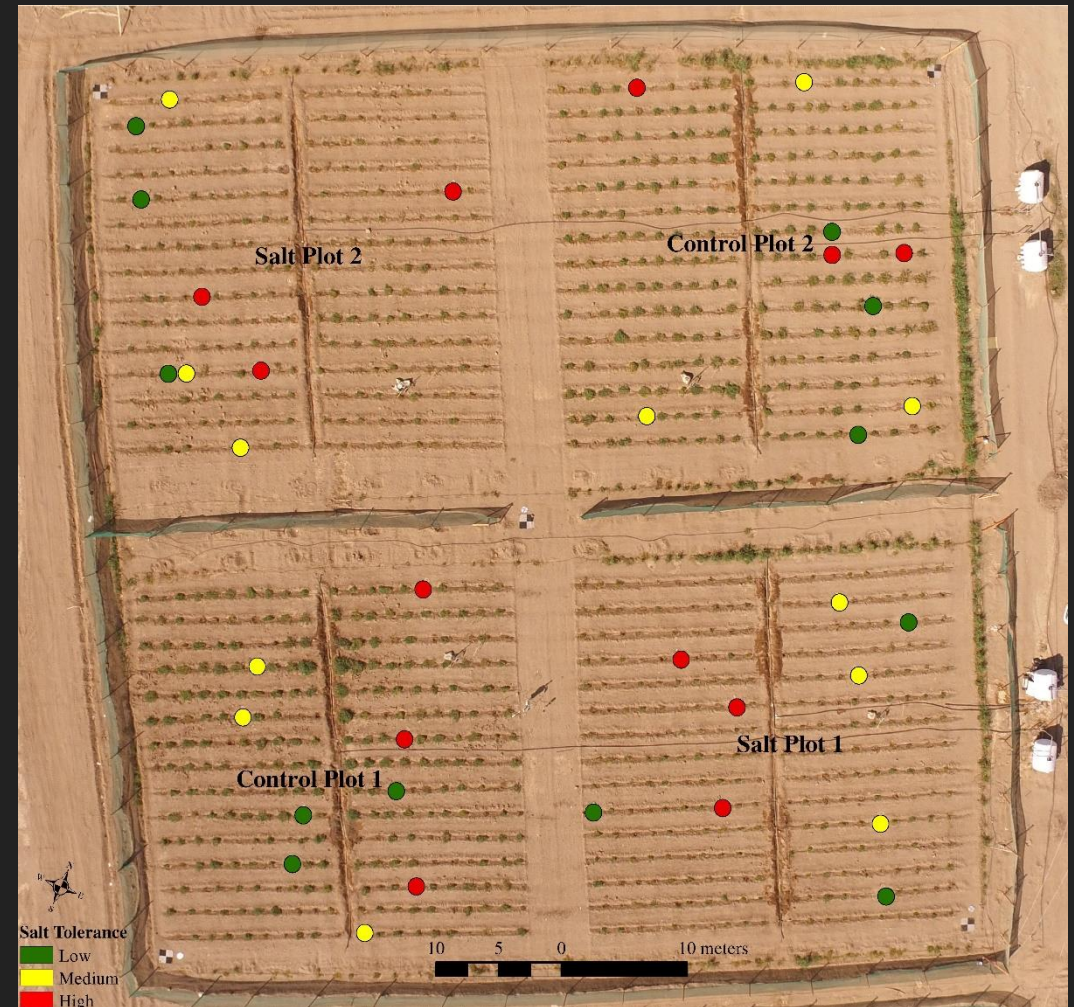 Salt Plot 2
Control Plot 2
Salt Plot 1
Control Plot 1
N
W
E
Salt Tolerance
Low
Medium
High
10 5 0 10 meters